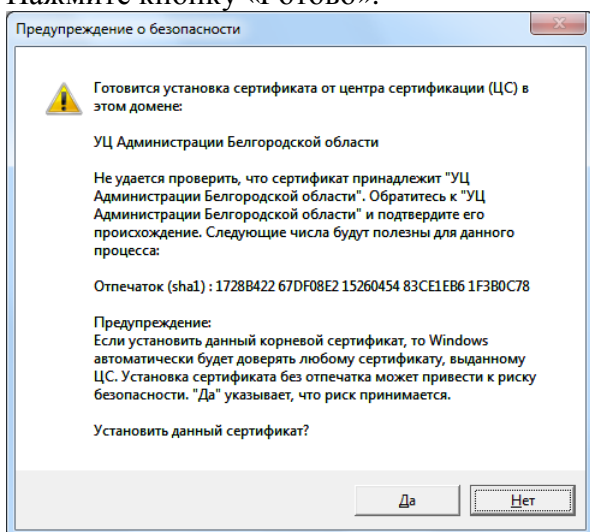 Нажмите кнопку «Готово».
Предупреждение о безопасности
Готовится установка сертификата от центра сертификации (ЦС) в
этом домене:
УЦ Администрации Белгородской области
Не удается проверить, что сертификат принадлежит "УЦ
Администрации Белгородской области". Обратитесь к "УЦ
Администрации Белгородской области" и подтвердите его
происхождение. Следующие числа будут полезны для данного
процесса:
Отпечаток (sha1) : 1728B422 67DF08E2 15260454 83CE1EB6 1F3B0C78
Предупреждение:
Если установить данный корневой сертификат, то Windows
автоматически будет доверять любому сертификату, выданному
ЦС. Установка сертификата без отпечатка может привести к риску
безопасности. "Да" указывает, что риск принимается.
Установить данный сертификат?
Да
Нет